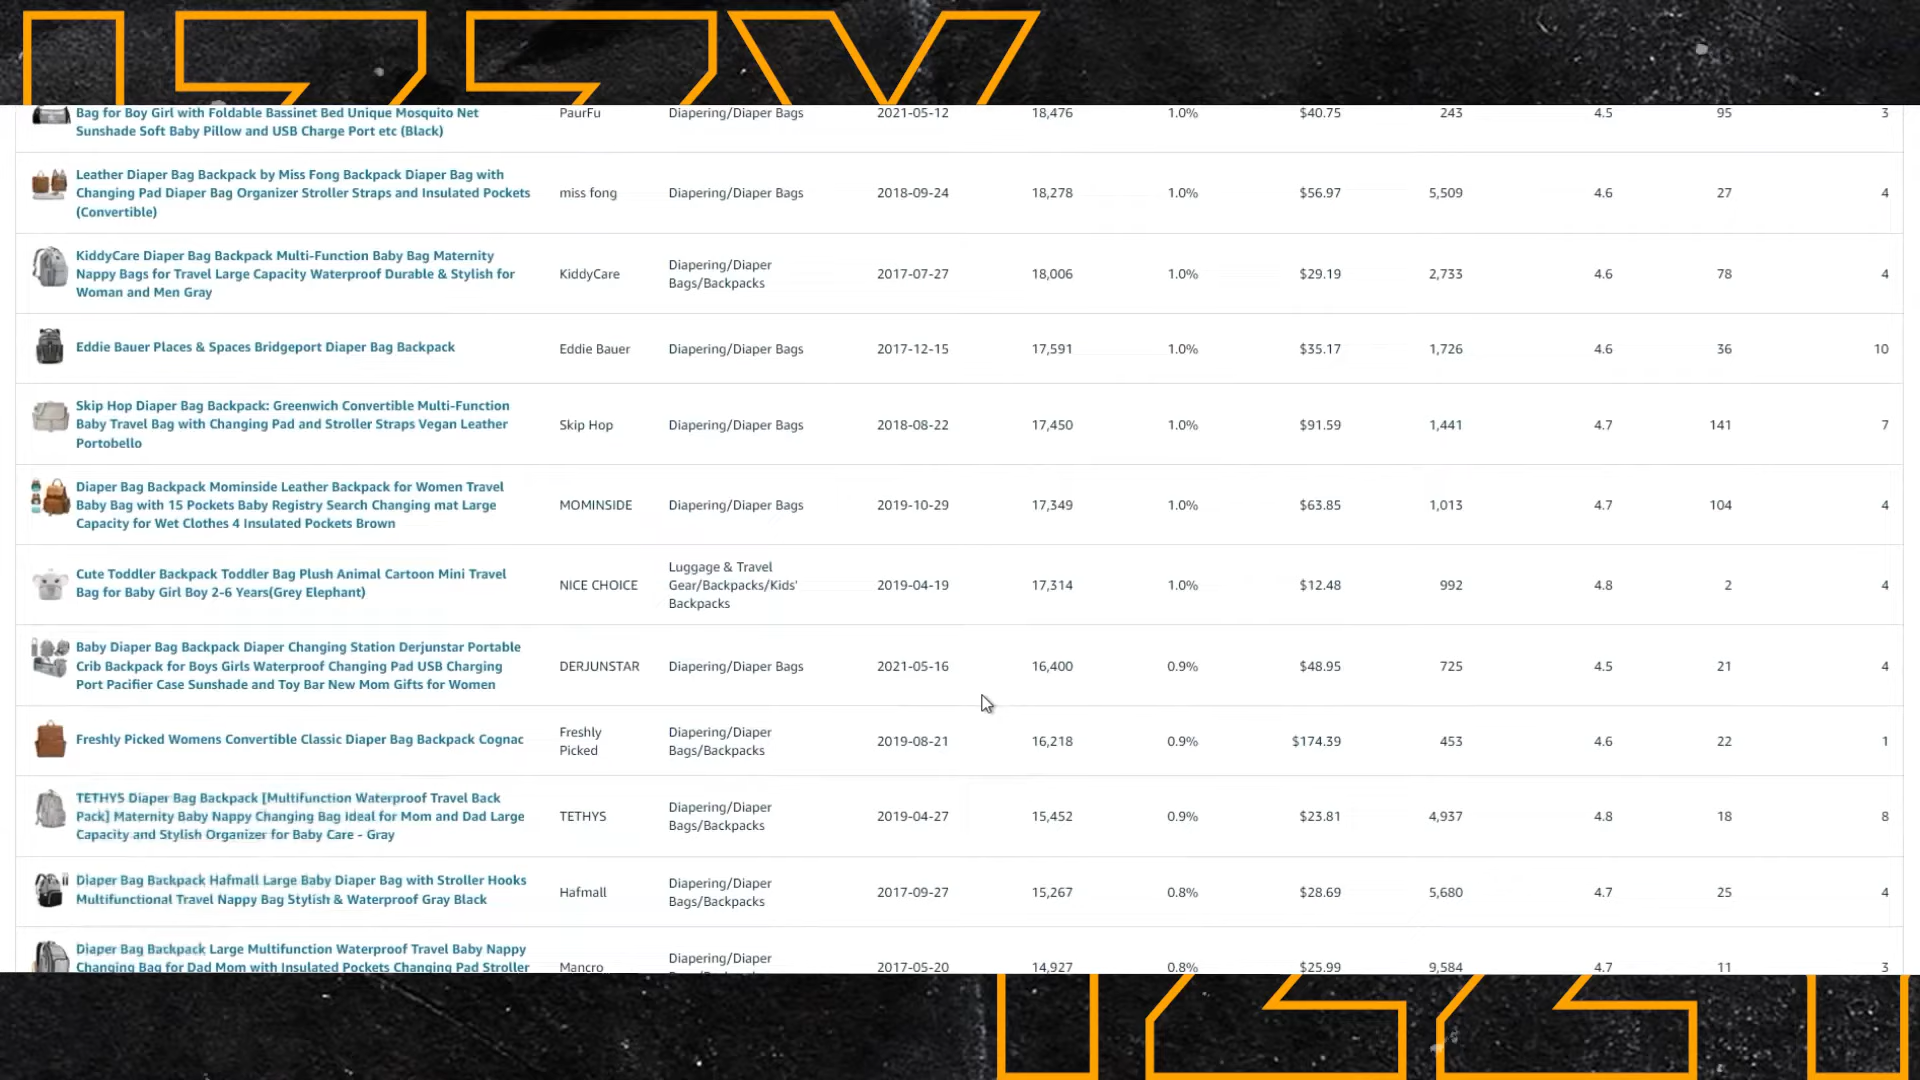 Bag for Boy Girl with Foldable Bassinet Bed Unique Mosquito Net
Sunshade Soft Baby Pillow and USB Charge Port etc (Black)
PaurFu Diapering/Diaper Bags 2021-05-12 18,476 1.0% $40.75 243 4.5 95 3
Leather Diaper Bag Backpack by Miss Fong Backpack Diaper Bag with
Changing Pad Diaper Bag Organizer Stroller Straps and Insulated Pockets
(Convertible)
miss fong Diapering/Diaper Bags 2018-09-24 18,278 1.0% $56.97 5,509 4.6 27 4
KiddyCare Diaper Bag Backpack Multi-Function Baby Bag Maternity
Nappy Bags for Travel Large Capacity Waterproof Durable & Stylish for
Woman and Men Gray
KiddyCare
Diapering/Diaper
Bags/Backpacks
2017-07-27 18,006 1.0% $29.19 2,733 4.6 78 4
Eddie Bauer Places & Spaces Bridgeport Diaper Bag Backpack
Eddie Bauer Diapering/Diaper Bags 2017-12-15 17,591 1.0% $35.17 1,726 4.6 36 10
Skip Hop Diaper Bag Backpack: Greenwich Convertible Multi-Function
Baby Travel Bag with Changing Pad and Stroller Straps Vegan Leather
Portobello
Skip Hop Diapering/Diaper Bags 2018-08-22 17,450 1.0% $91.59 1,441 4.7 141 7
Diaper Bag Backpack Mominside Leather Backpack for Women Travel
Baby Bag with 15 Pockets Baby Registry Search Changing mat Large
Capacity for Wet Clothes 4 Insulated Pockets Brown
MOMINSIDE Diapering/Diaper Bags 2019-10-29 17,349 1.0% $63.85 1,013 4.7 104 4
Cute Toddler Backpack Toddler Bag Plush Animal Cartoon Mini Travel
Bag for Baby Girl Boy 2-6 Years(Grey Elephant)
NICE CHOICE
Luggage & Travel
Gear/Backpacks/Kids'
Backpacks
2019-04-19 17,314 1.0% $12.48 992 4.8 2 4
Baby Diaper Bag Backpack Diaper Changing Station Derjunstar Portable
Crib Backpack for Boys Girls Waterproof Changing Pad USB Charging
Port Pacifier Case Sunshade and Toy Bar New Mom Gifts for Women
DERJUNSTAR Diapering/Diaper Bags 2021-05-16 16,400 0.9% $48.95 725 4.5 21 4
Freshly Picked Womens Convertible Classic Diaper Bag Backpack Cognac
Freshly
Picked
Diapering/Diaper
Bags/Backpacks
2019-08-21 16,218 0.9% $174.39 453 4.6 22 1
TETHYS Diaper Bag Backpack [Multifunction Waterproof Travel Back
Pack] Maternity Baby Nappy Changing Bag Ideal for Mom and Dad Large
Capacity and Stylish Organizer for Baby Care - Gray
TETHYS
Diapering/Diaper
Bags/Backpacks
2019-04-27 15,452 0.9% $23.81 4,937 4.8 18 8
Diaper Bag Backpack Hafmall Large Baby Diaper Bag with Stroller Hooks
Multifunctional Travel Nappy Bag Stylish & Waterproof Gray Black
Hafmall
Diapering/Diaper
Bags/Backpacks
2017-09-27 15,267 0.8% $28.69 5,680 4.7 25 4
Diaper Bag Backpack Large Multifunction Waterproof Travel Baby Nappy
Changing Bag for Dad Mom with Insulated Pockets Changing Pad Stroller
Mancro
Diapering/Diaper
2017-05-20 14,927 0.8% $25.99 9,584 4.7 11 3